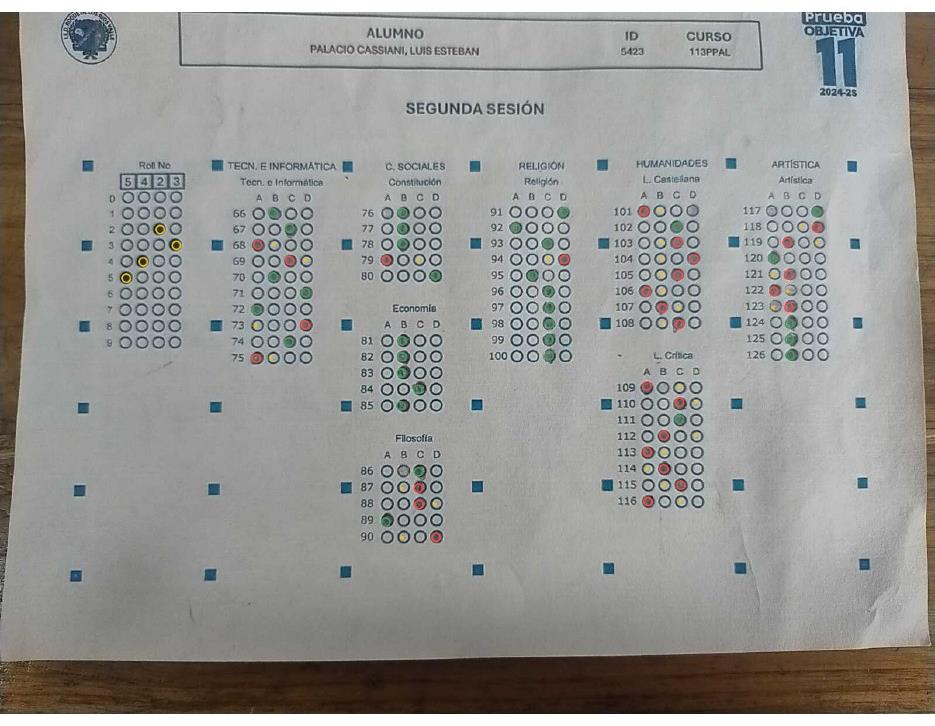 ALUMNO
PALACIO CASSIANI, LUIS ESTEBAN
ID
5423
CURSO
113PPAL
Prueba
OBJETIVA
11
2024-2S
SEGUNDA SESIÓN
Roll No
5 4 2 3
0
1
2
3
4
5
6
7
8
9
TECN. E INFORMÁTICA
Tecn. e Informática
A B C D
66
67
68
69
70
71
72
73
74
75
C. SOCIALES
Constitución
A B C D
76
77
78
79
80
Economía
A B C D
81
82
83
84
85
Filosofía
A B C D
86
87
88
89
90
RELIGIÓN
Religión
A B C D
91
92
93
94
95
96
97
98
99
100
HUMANIDADES
L. Castellana
A B C D
101
102
103
104
105
106
107
108
L. Crítica
A B C D
109
110
111
112
113
114
115
116
ARTÍSTICA
Artística
A B C D
117
118
119
120
121
122
123
124
125
126